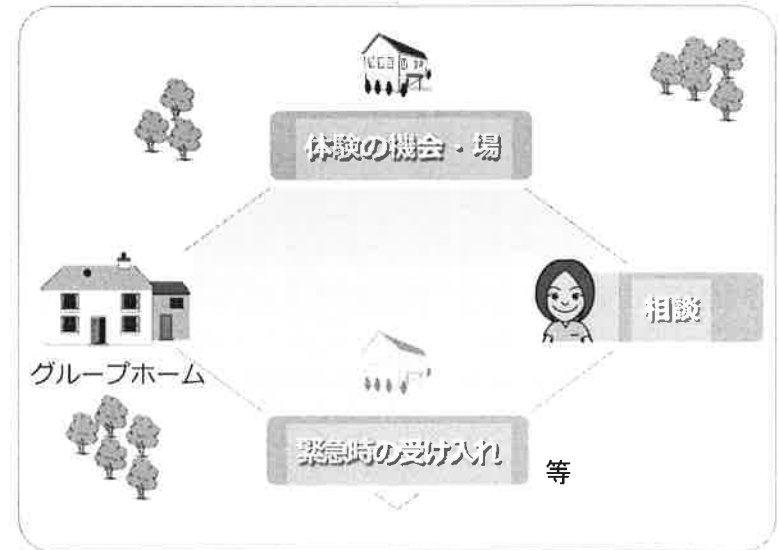 体験の機会・場
相談
グループホーム
緊急時の受け入れ
等